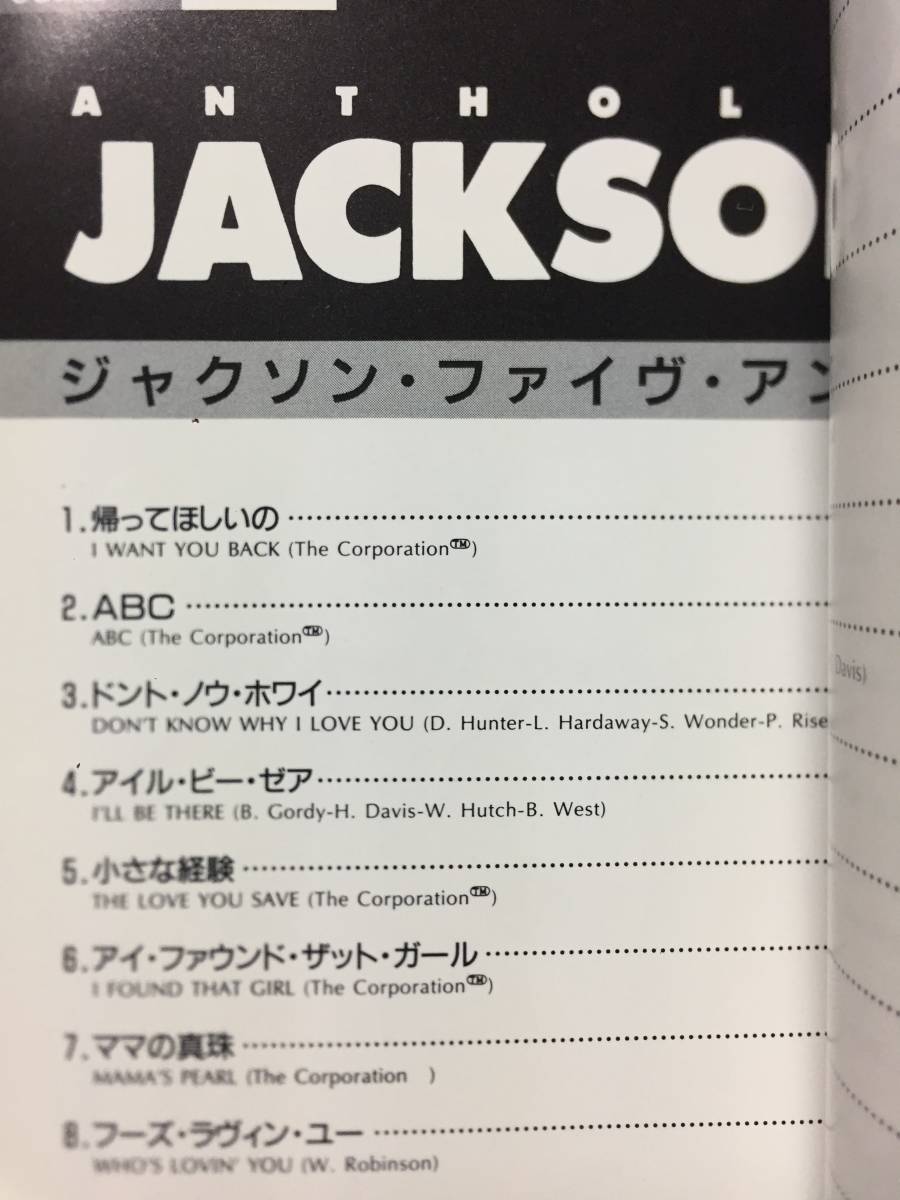 ANTHOL
JACKSO
ジャクソン・ファイヴ・アン
1.帰ってほしいの
I WANT YOU BACK (The Corporation™)
2.ABC
ABC (The Corporation™)
3.ドント・ノウ・ホワイ
DON'T KNOW WHY I LOVE YOU (D. Hunter-L. Hardaway-S. Wonder-P. Rise
4.アイル・ビー・ゼア
I'LL BE THERE (B. Gordy-H. Davis-W. Hutch-B. West)
5.小さな経験
THE LOVE YOU SAVE (The Corporation™)
6.アイ・ファウンド・ザット・ガール
I FOUND THAT GIRL (The Corporation™)
7.ママの真珠
MAMA'S PEARL (The Corporation )
8.フーズ・ラヴィン・ユー
WHO'S LOVIN' YOU (W. Robinson)
Davis)